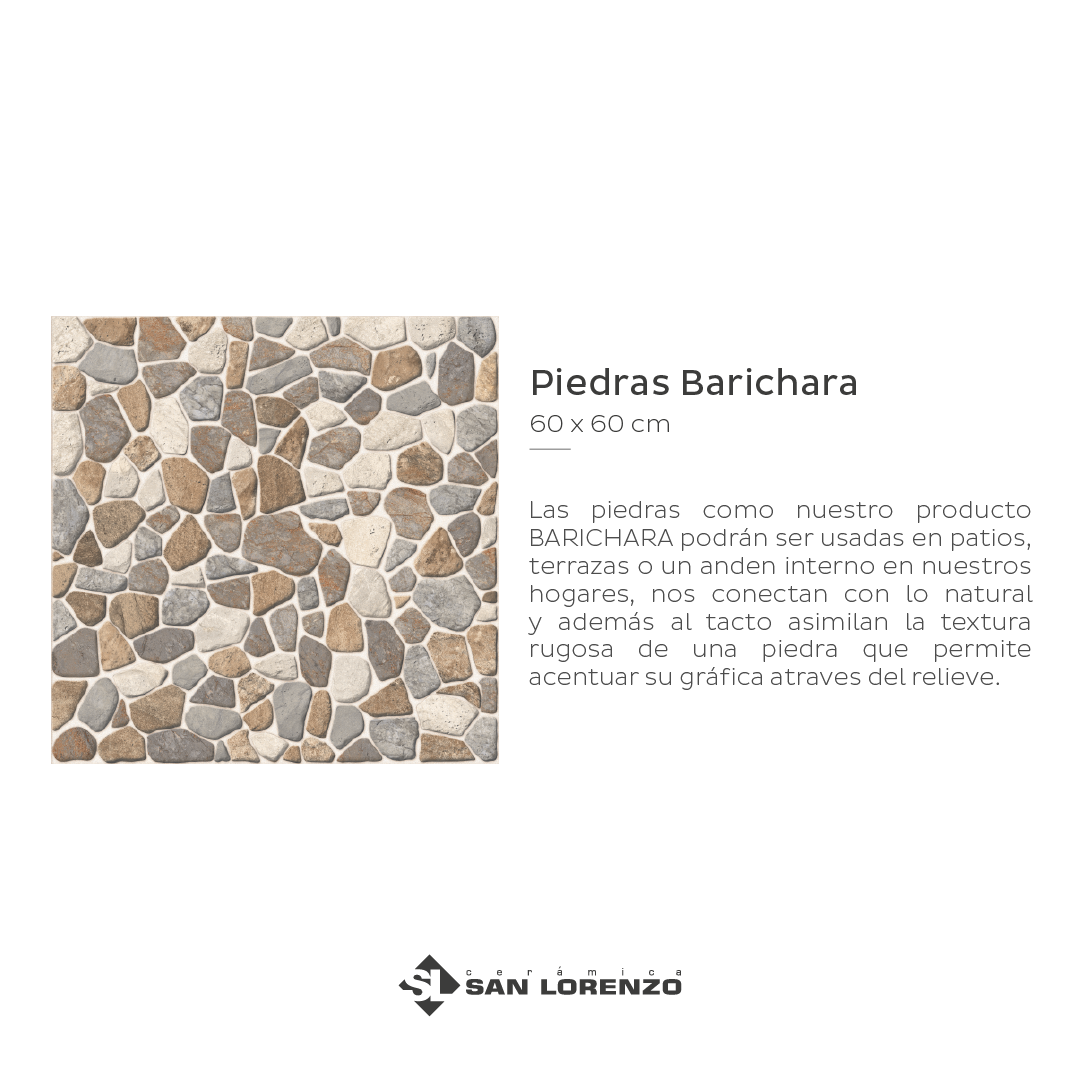 Piedras Barichara
60 x 60 cm
Las piedras como nuestro producto
BARICHARA podrán ser usadas en patios,
terrazas o un anden interno en nuestros
hogares, nos conectan con lo natural
y además al tacto asimilan la textura
rugosa de una piedra que permite
acentuar su gráfica atraves del relieve.
SL
cerámica
SAN LORENZO